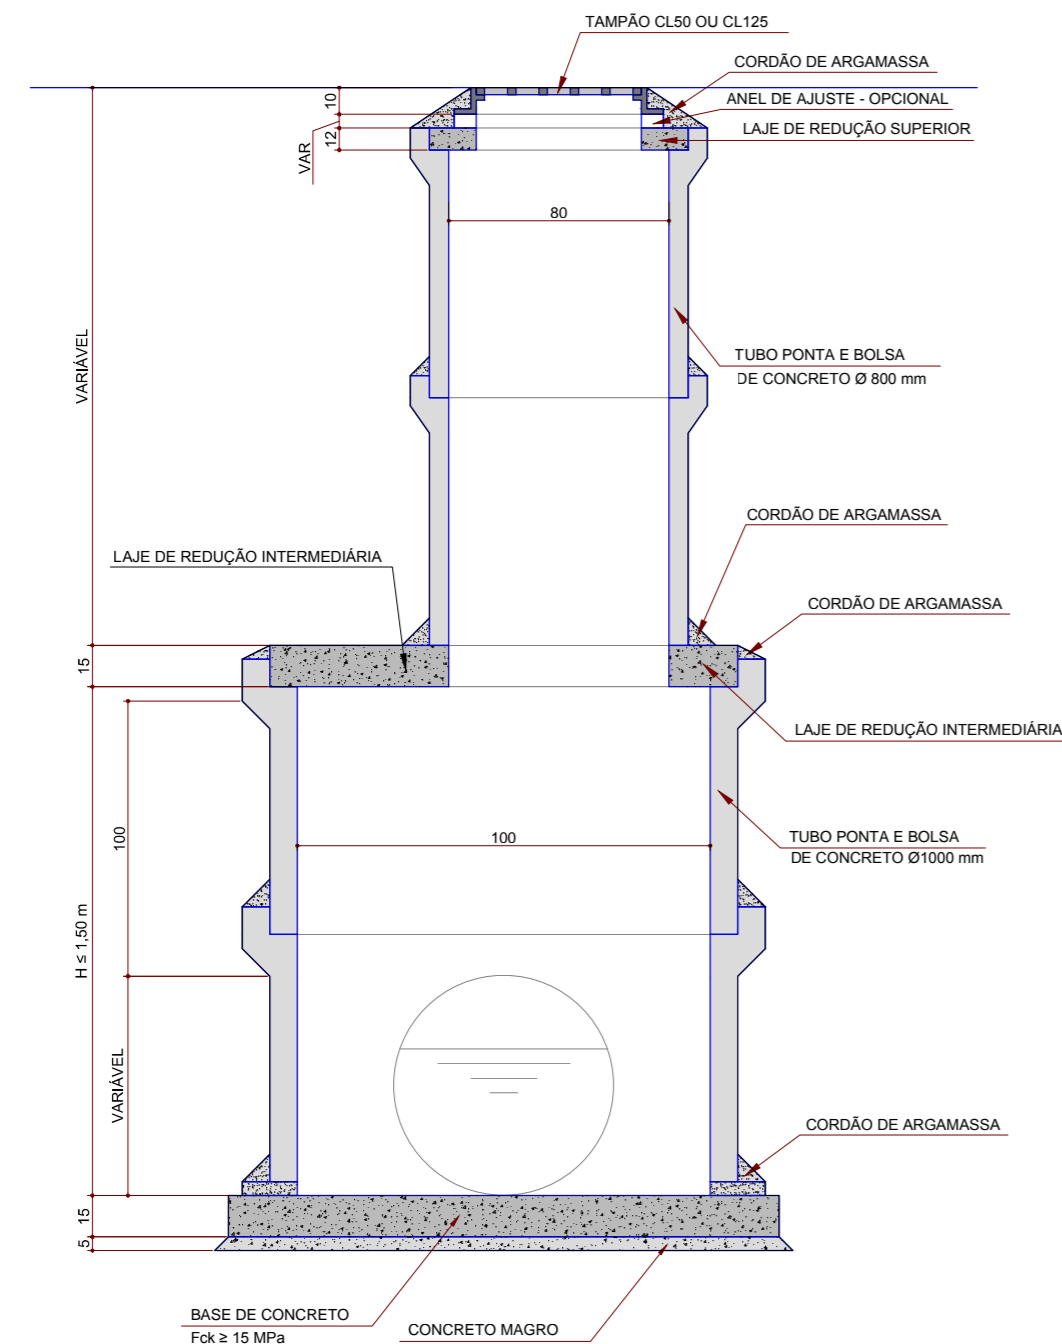 TAMPÃO CL50 OU CL125
CORDÃO DE ARGAMASSA
ANEL DE AJUSTE - OPCIONAL
LAJE DE REDUÇÃO SUPERIOR
10
VAR
12
80
VARIÁVEL
TUBO PONTA E BOLSA
DE CONCRETO Ø 800 mm
CORDÃO DE ARGAMASSA
LAJE DE REDUÇÃO INTERMEDIÁRIA
CORDÃO DE ARGAMASSA
15
LAJE DE REDUÇÃO INTERMEDIÁRIA
100
100
TUBO PONTA E BOLSA
DE CONCRETO Ø1000 mm
H ≤ 1,50 m
VARIÁVEL
CORDÃO DE ARGAMASSA
15
5
BASE DE CONCRETO
Fck ≥ 15 MPa
CONCRETO MAGRO